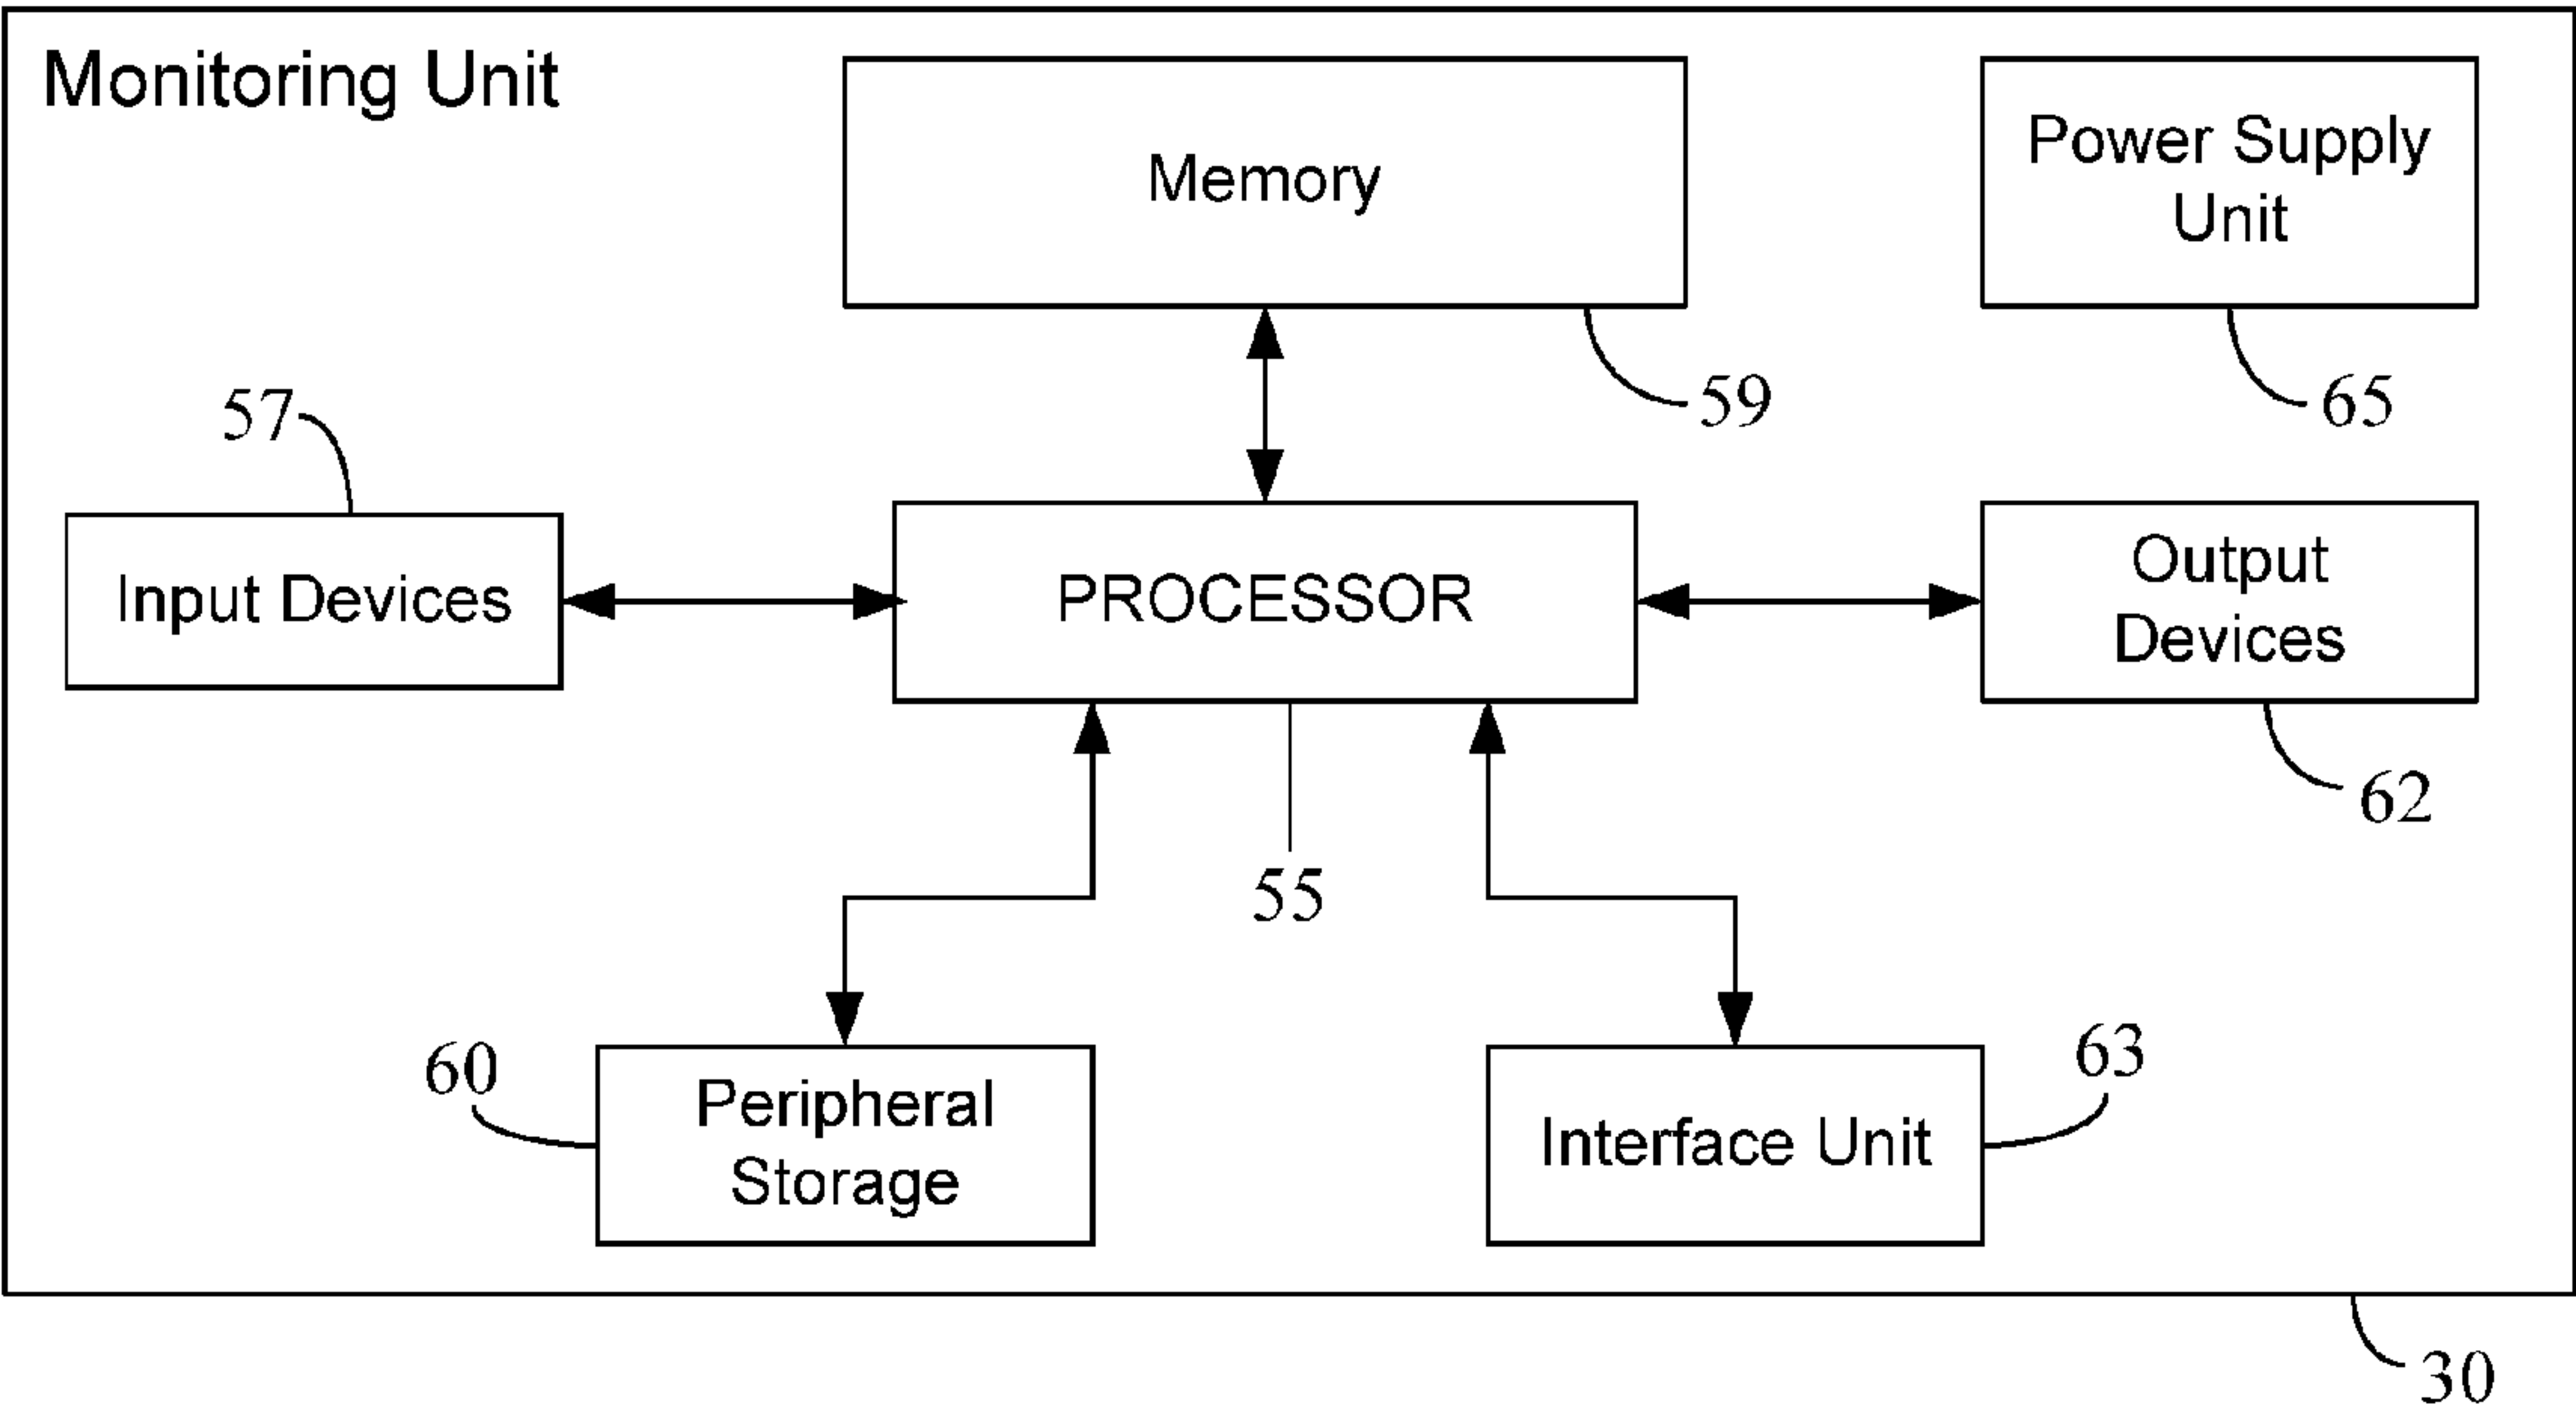 Monitoring Unit
Memory
Power Supply
Unit
59
65
57
Input Devices
PROCESSOR
Output
Devices
62
55
60
Peripheral
Storage
Interface Unit
63
30